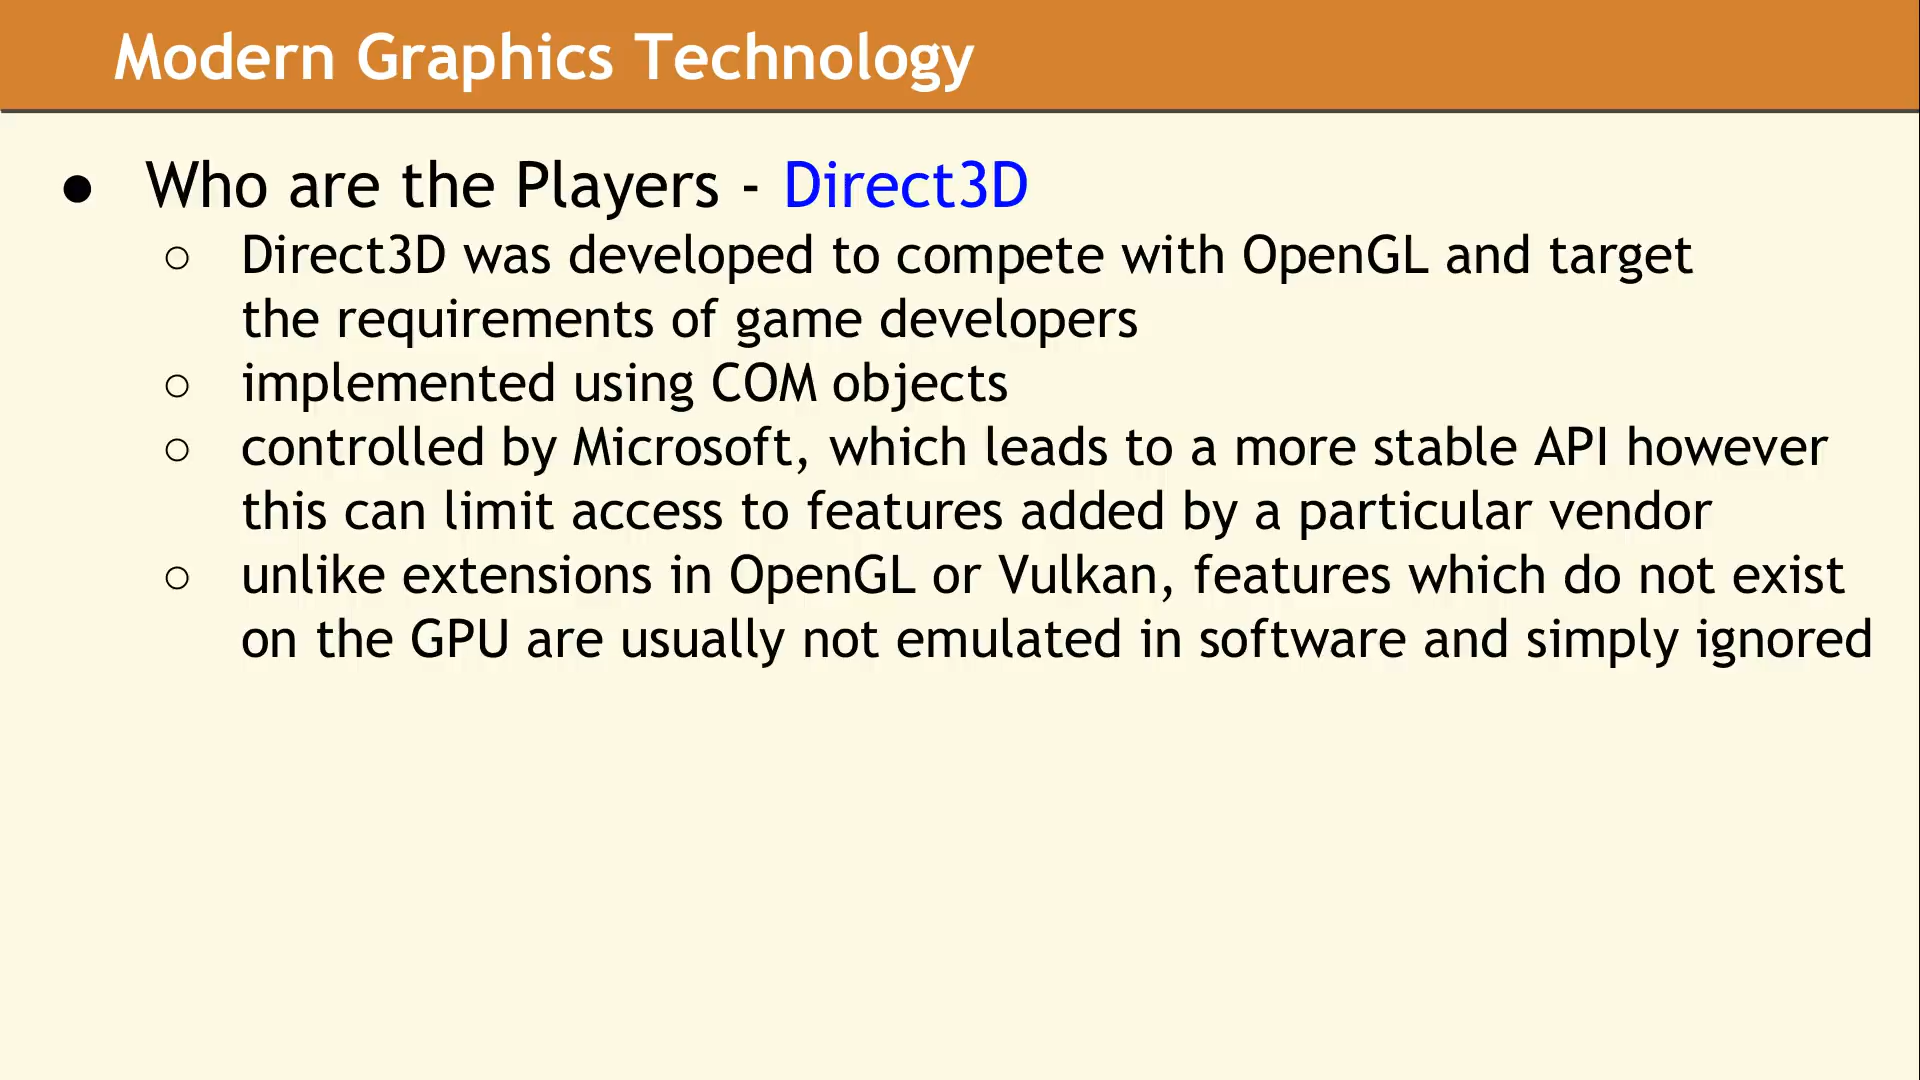 Modern Graphics Technology
● Who are the Players - Direct3D
○ Direct3D was developed to compete with OpenGL and target
the requirements of game developers
○ implemented using COM objects
○ controlled by Microsoft, which leads to a more stable API however
this can limit access to features added by a particular vendor
○ unlike extensions in OpenGL or Vulkan, features which do not exist
on the GPU are usually not emulated in software and simply ignored